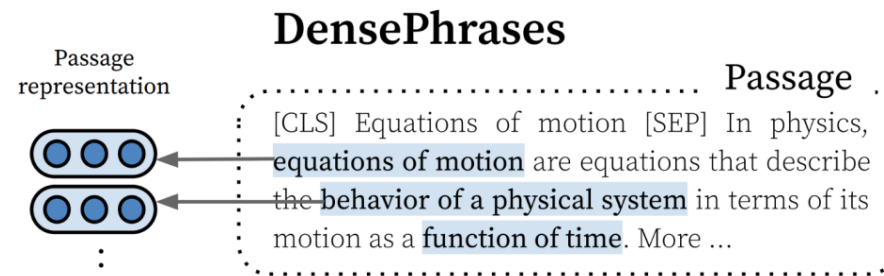 DensePhrases
Passage
representation
Passage
[CLS] Equations of motion [SEP] In physics,
equations of motion are equations that describe
the behavior of a physical system in terms of its
motion as a function of time. More ...